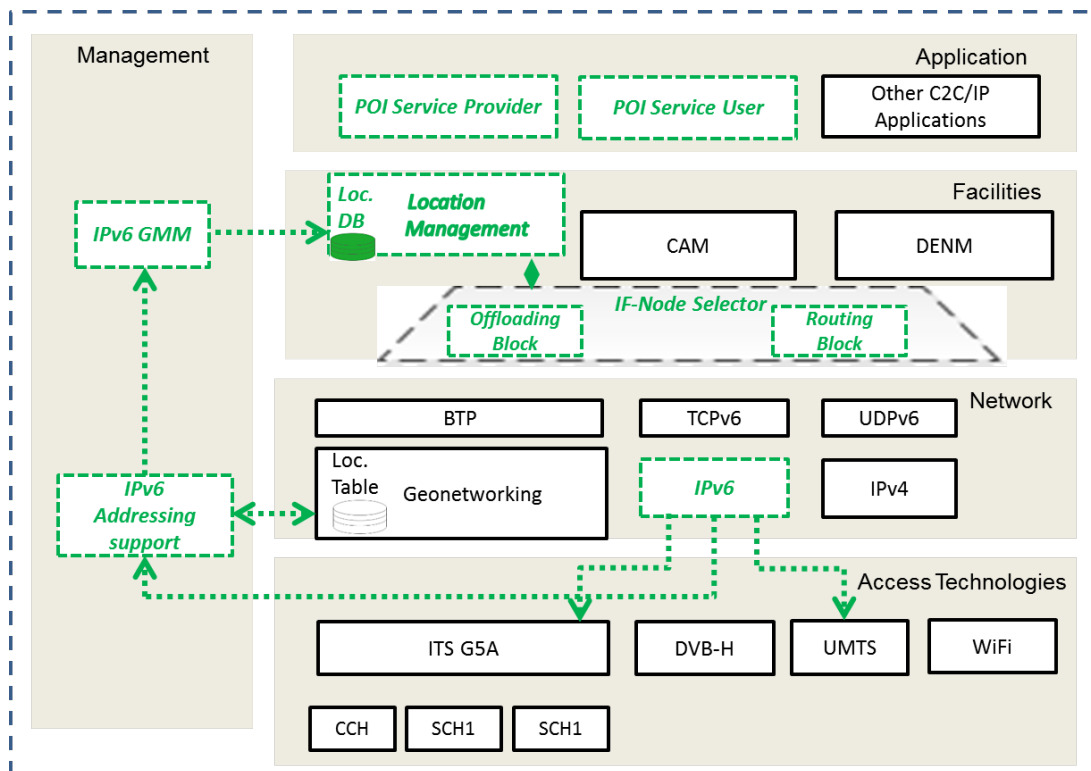 Management
Application
POI Service Provider
POI Service User
Other C2C/IP
Applications
Facilities
Loc.
DB
Location
Management
IPv6 GMM
CAM
DENM
IF-Node Selector
Offloading
Block
Routing
Block
Network
BTP
TCPv6
UDPv6
Loc.
Table
Geonetworking
IPv6
IPv4
IPv6
Addressing
support
Access Technologies
ITS G5A
DVB-H
UMTS
WiFi
CCH
SCH1
SCH1